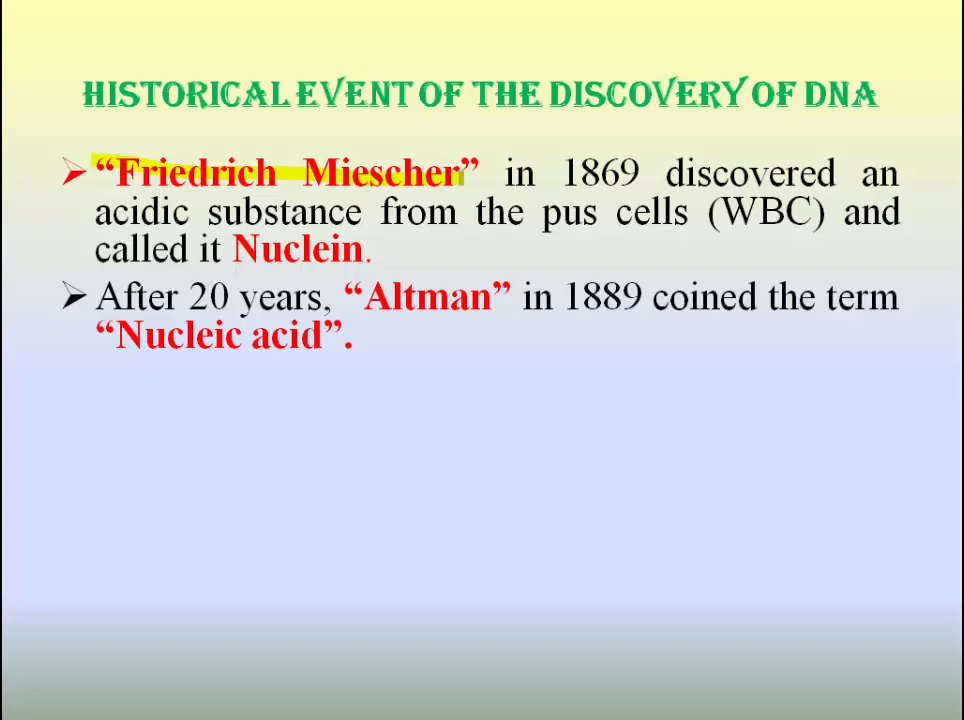 HISTORICAL EVENT OF THE DISCOVERY OF DNA
“Friedrich Miescher” in 1869 discovered an
acidic substance from the pus cells (WBC) and
called it Nuclein.
After 20 years, “Altman” in 1889 coined the term
“Nucleic acid”.